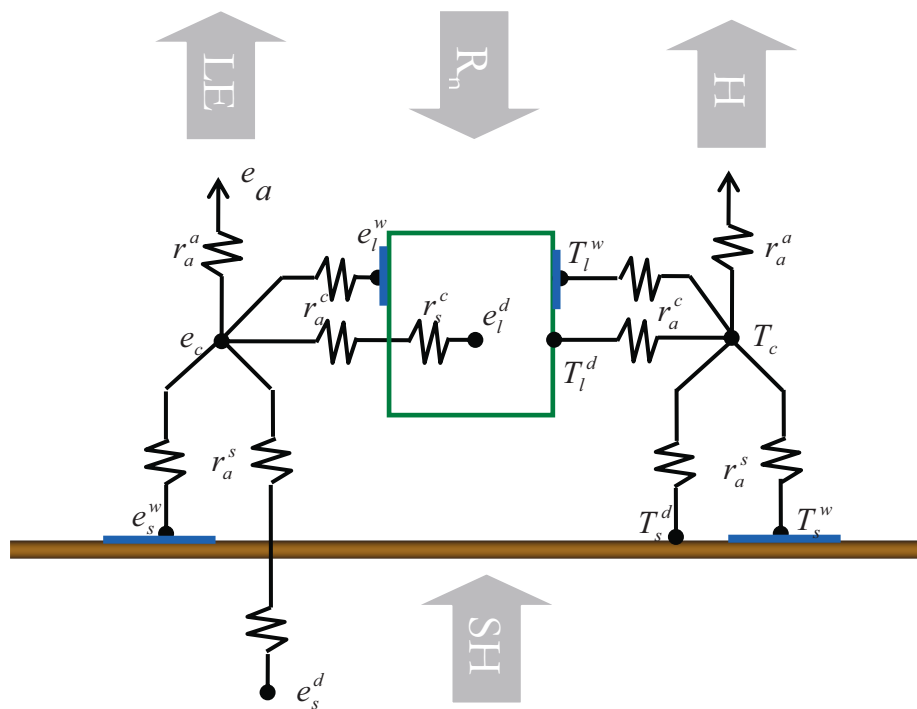 LE
R_n
H
e_a
r_a^a
e_l^w
T_l^w
r_a^a
r_a^c
r_s^c
e_l^d
r_a^c
e_c
T_c
T_l^d
r_a^s
r_a^s
e_s^w
T_s^d
T_s^w
SH
e_s^d